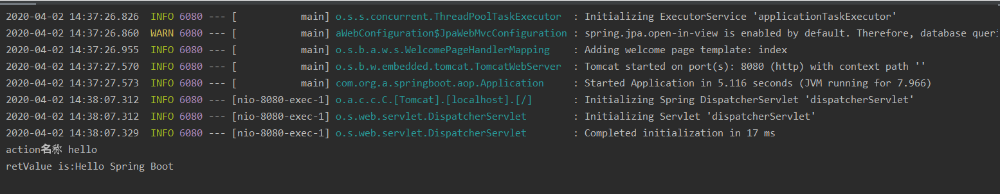 2020-04-02 14:37:26.826  INFO 6080 --- [           main] o.s.s.concurrent.ThreadPoolTaskExecutor  : Initializing ExecutorService 'applicationTaskExecutor'
2020-04-02 14:37:26.860  WARN 6080 --- [           main] aWebConfiguration$JpaWebMvcConfiguration : spring.jpa.open-in-view is enabled by default. Therefore, database queri
2020-04-02 14:37:26.955  INFO 6080 --- [           main] o.s.b.a.w.s.WelcomePageHandlerMapping    : Adding welcome page template: index
2020-04-02 14:37:27.570  INFO 6080 --- [           main] o.s.b.w.embedded.tomcat.TomcatWebServer  : Tomcat started on port(s): 8080 (http) with context path ''
2020-04-02 14:37:27.573  INFO 6080 --- [           main] com.org.a.springboot.aop.Application     : Started Application in 5.116 seconds (JVM running for 7.966)
2020-04-02 14:38:07.312  INFO 6080 --- [nio-8080-exec-1] o.a.c.c.C.[Tomcat].[localhost].[/]       : Initializing Spring DispatcherServlet 'dispatcherServlet'
2020-04-02 14:38:07.312  INFO 6080 --- [nio-8080-exec-1] o.s.web.servlet.DispatcherServlet        : Initializing Servlet 'dispatcherServlet'
2020-04-02 14:38:07.329  INFO 6080 --- [nio-8080-exec-1] o.s.web.servlet.DispatcherServlet        : Completed initialization in 17 ms
action名称 hello
retValue is:Hello Spring Boot